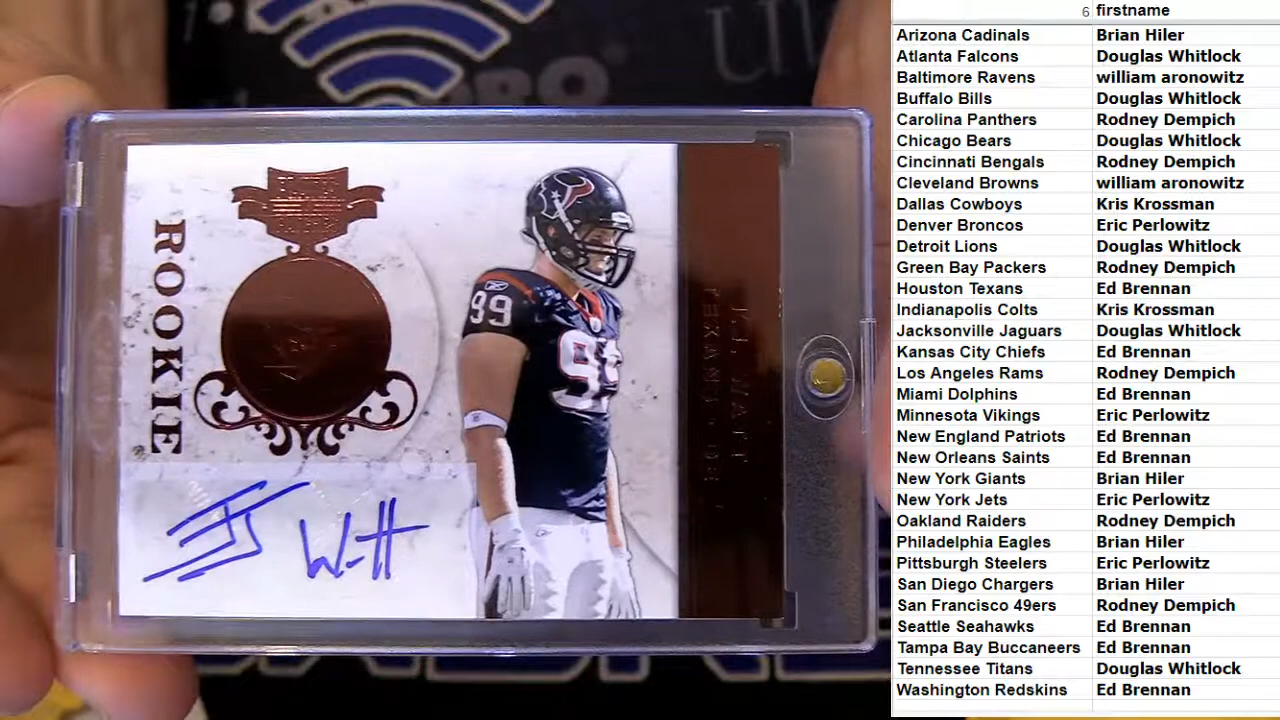 6 firstname
Arizona Cadinals Brian Hiler
Atlanta Falcons Douglas Whitlock
Baltimore Ravens william aronowitz
Buffalo Bills Douglas Whitlock
Carolina Panthers Rodney Dempich
Chicago Bears Douglas Whitlock
Cincinnati Bengals Rodney Dempich
Cleveland Browns william aronowitz
Dallas Cowboys Kris Krossman
Denver Broncos Eric Perlowitz
Detroit Lions Douglas Whitlock
Green Bay Packers Rodney Dempich
Houston Texans Ed Brennan
Indianapolis Colts Kris Krossman
Jacksonville Jaguars Douglas Whitlock
Kansas City Chiefs Ed Brennan
Los Angeles Rams Rodney Dempich
Miami Dolphins Ed Brennan
Minnesota Vikings Eric Perlowitz
New England Patriots Ed Brennan
New Orleans Saints Ed Brennan
New York Giants Brian Hiler
New York Jets Eric Perlowitz
Oakland Raiders Rodney Dempich
Philadelphia Eagles Brian Hiler
Pittsburgh Steelers Eric Perlowitz
San Diego Chargers Brian Hiler
San Francisco 49ers Rodney Dempich
Seattle Seahawks Ed Brennan
Tampa Bay Buccaneers Ed Brennan
Tennessee Titans Douglas Whitlock
Washington Redskins Ed Brennan
ROOKIE
99
99
JJ Watt
J.J. WATT